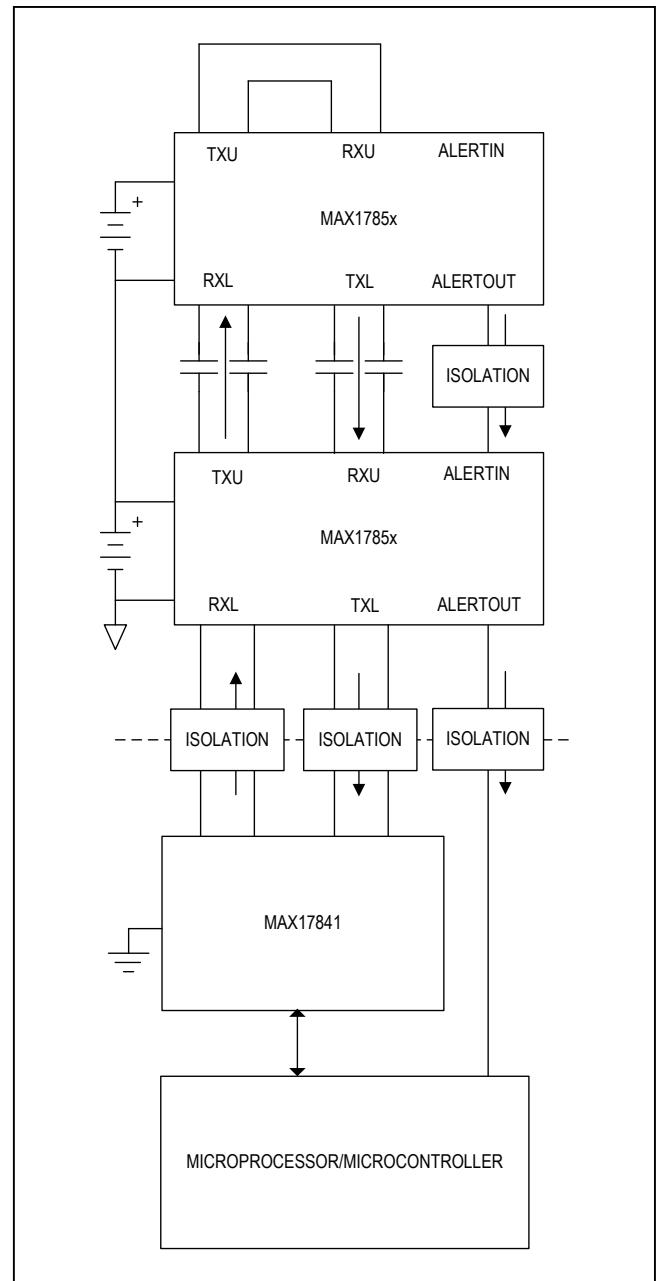 TXU RXU ALERTIN
MAX1785x
+
RXL TXL ALERTOUT
ISOLATION
TXU RXU ALERTIN
+
MAX1785x
RXL TXL ALERTOUT
ISOLATION ISOLATION ISOLATION
MAX17841
MICROPROCESSOR/MICROCONTROLLER